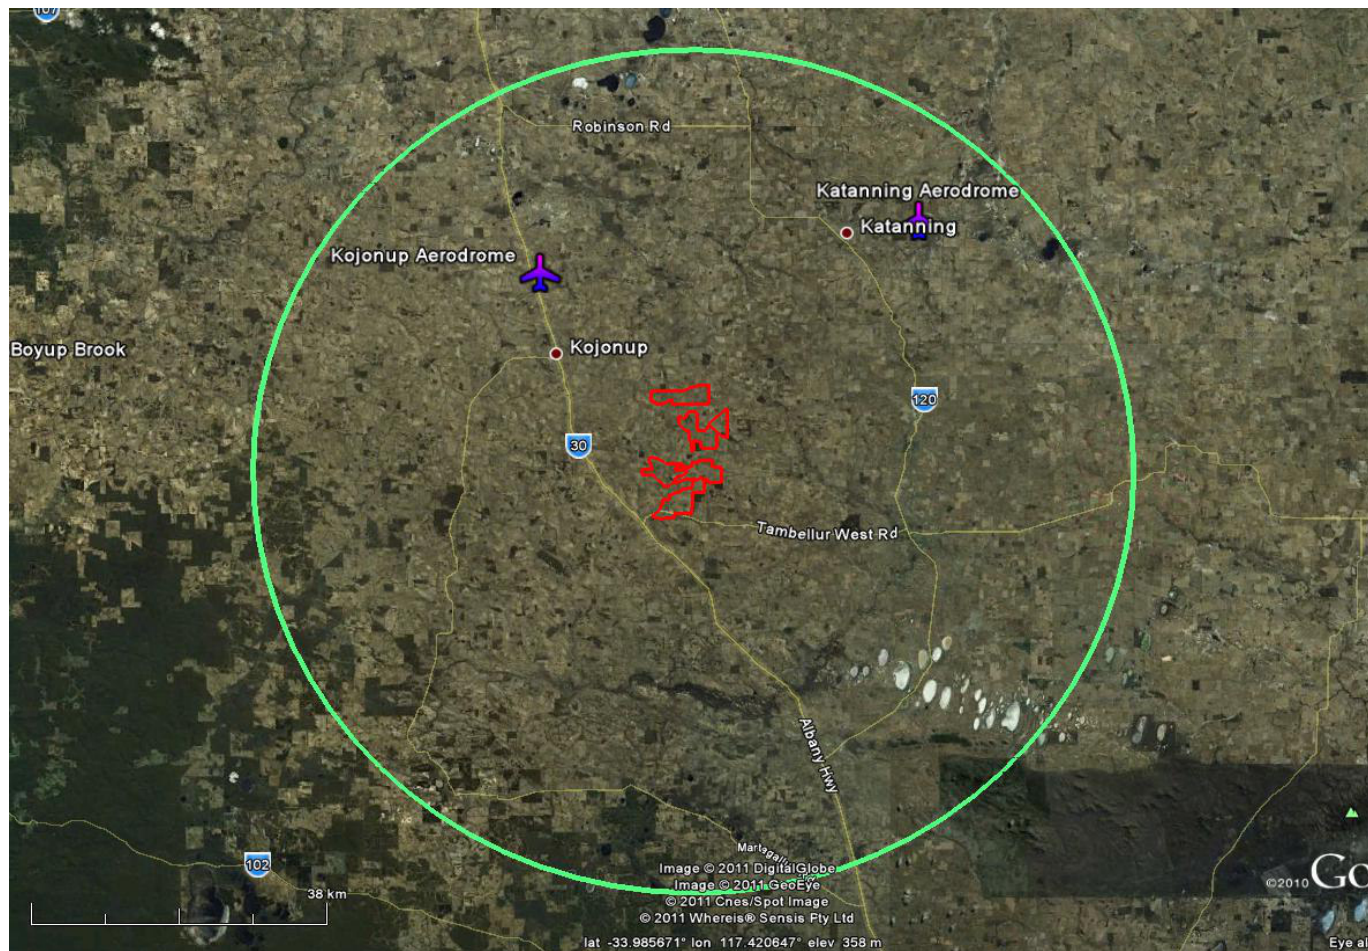 107
Robinson Rd
Katanning Aerodrome
Katanning
Kojonup Aerodrome
Boyup Brook
Kojonup
120
30
Tambellur West Rd
Albany Hwy
102
38 km
Image © 2011 DigitalGlobe
Image © 2011 GeoEye
© 2011 Cnes/Spot Image
© 2011 Whereis® Sensis Pty Ltd
©2010
Go
lat -33.985671° lon 117.420647° elev 358 m
Eye a